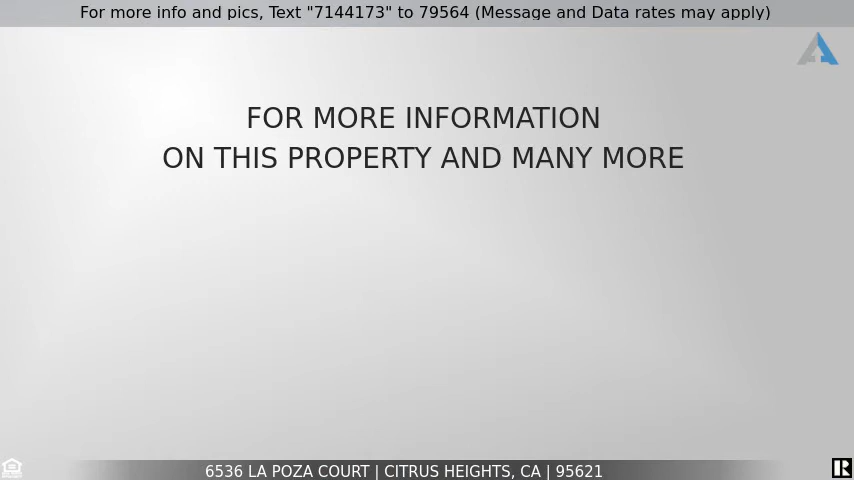 For more info and pics, Text "7144173" to 79564 (Message and Data rates may apply)
FOR MORE INFORMATION
ON THIS PROPERTY AND MANY MORE
6536 LA POZA COURT | CITRUS HEIGHTS, CA | 95621